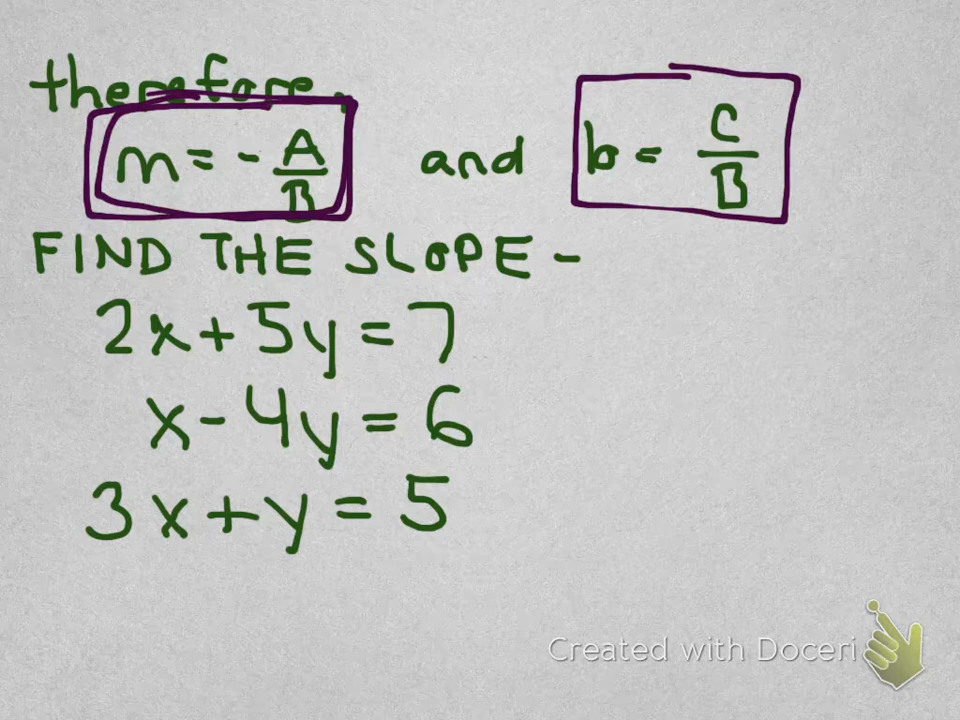 therefore,
m = - A/B and b = C/B
FIND THE SLOPE -
2x + 5y = 7
x - 4y = 6
3x + y = 5
Created with Doceri